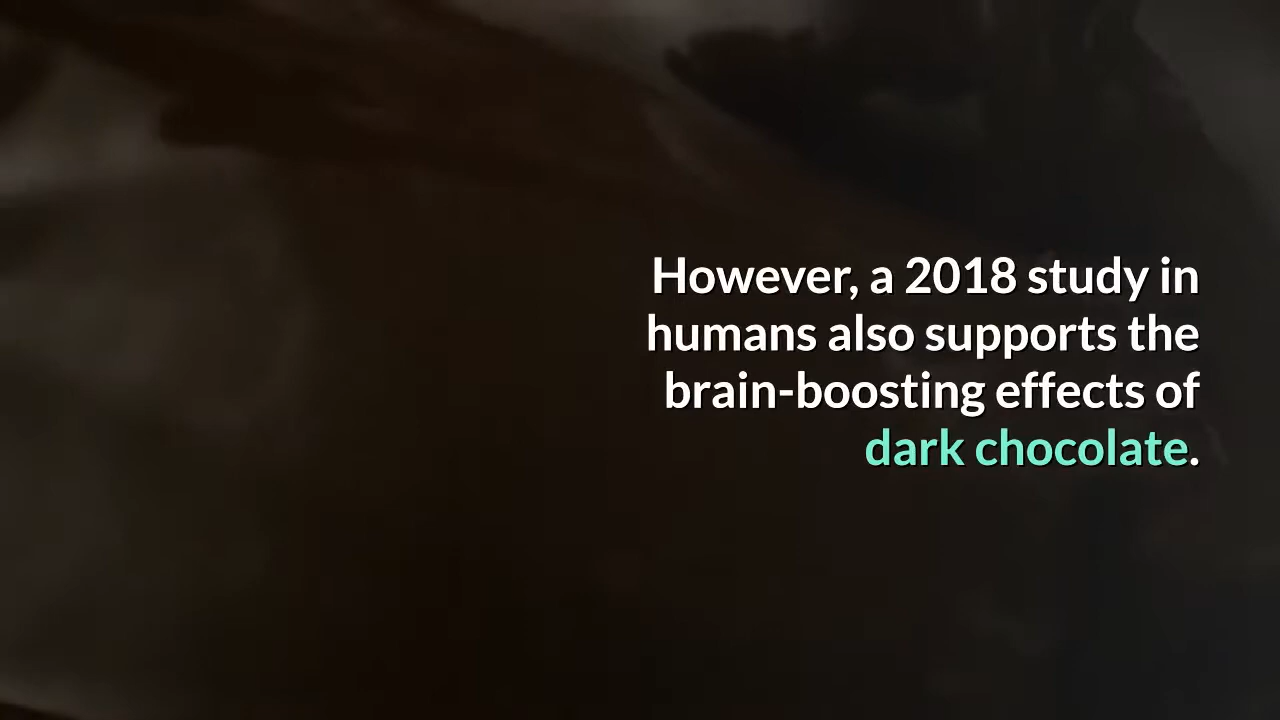 However, a 2018 study in
humans also supports the
brain-boosting effects of
dark chocolate.